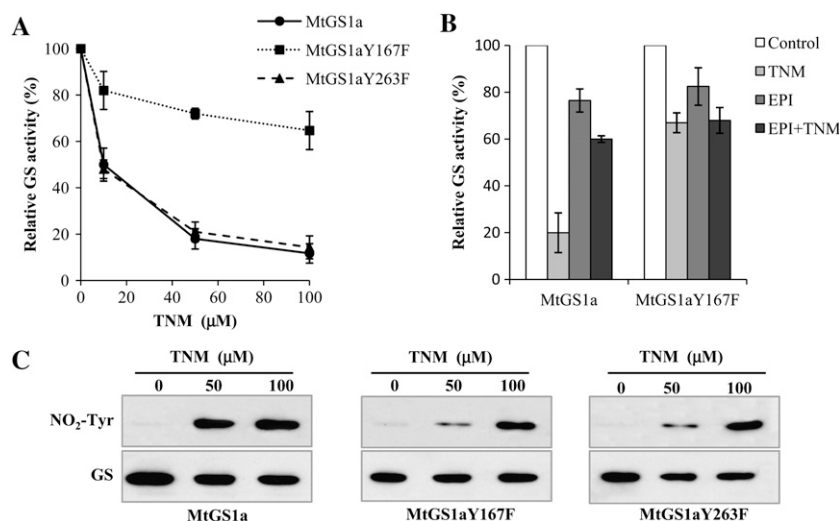 A
MtGS1a
MtGS1aY167F
MtGS1aY263F
Relative GS activity (%)
100
80
60
40
20
0
0 20 40 60 80 100
TNM (μM)
B
Control
TNM
EPI
EPI+TNM
Relative GS activity (%)
100
80
60
40
20
0
MtGS1a MtGS1aY167F
C
TNM (μM) TNM (μM) TNM (μM)
0 50 100 0 50 100 0 50 100
NO₂-Tyr
GS
MtGS1a MtGS1aY167F MtGS1aY263F